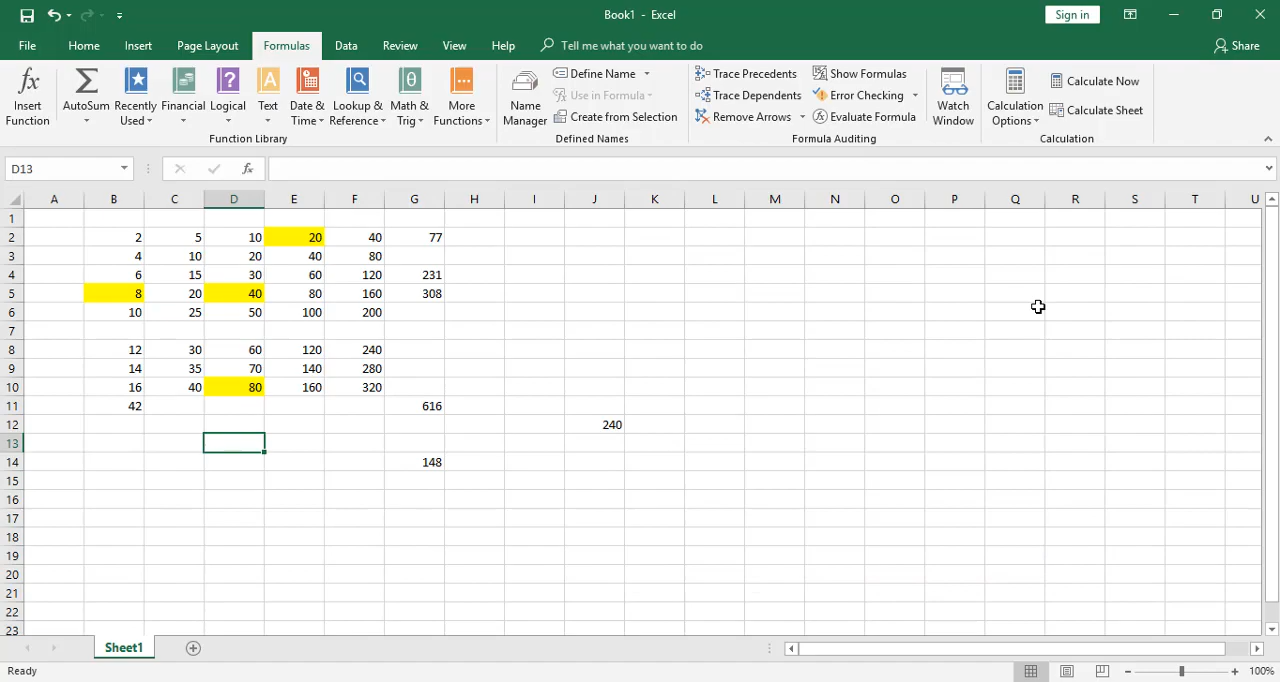 Book1 - Excel
Sign in
File Home Insert Page Layout Formulas Data Review View Help Tell me what you want to do Share
Insert Function
AutoSum
Recently Used
Financial
Logical
Text
Date & Time
Lookup & Reference
Math & Trig
More Functions
Function Library
Name Manager
Define Name
Use in Formula
Create from Selection
Defined Names
Trace Precedents
Trace Dependents
Remove Arrows
Show Formulas
Error Checking
Evaluate Formula
Formula Auditing
Watch Window
Calculation Options
Calculate Now
Calculate Sheet
Calculation
D13 fx
A B C D E F G H I J K L M N O P Q R S T U
1
2 2 5 10 20 40 77
3 4 10 20 40 80
4 6 15 30 60 120 231
5 8 20 40 80 160 308
6 10 25 50 100 200
7
8 12 30 60 120 240
9 14 35 70 140 280
10 16 40 80 160 320
11 42 616
12 240
13
14 148
15
16
17
18
19
20
21
22
23
Sheet1
Ready 100%